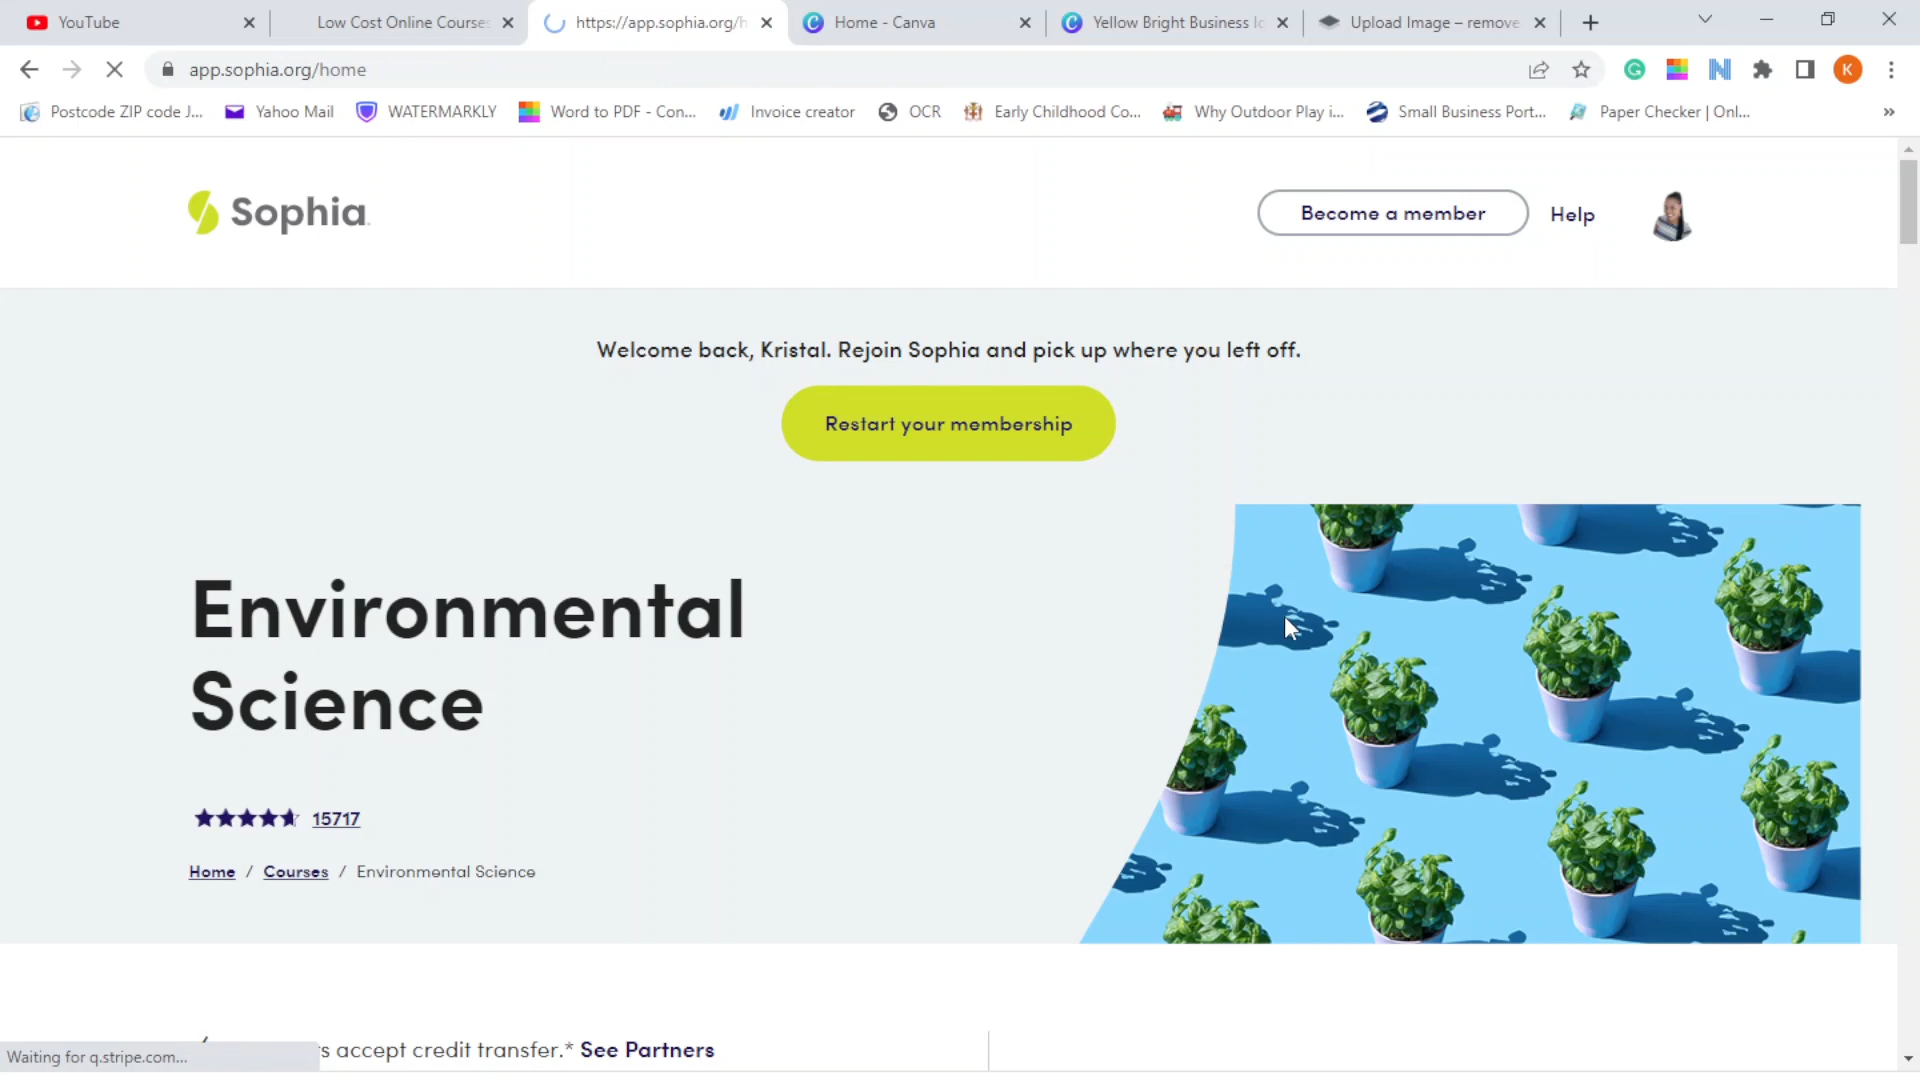 YouTube
Low Cost Online Courses
https://app.sophia.org/h
Home - Canva
Yellow Bright Business Ic
Upload Image – remove
app.sophia.org/home
K
Postcode ZIP code J...
Yahoo Mail
WATERMARKLY
Word to PDF - Con...
Invoice creator
OCR
Early Childhood Co...
Why Outdoor Play i...
Small Business Port...
Paper Checker | Onl...
»
Sophia
Become a member
Help
Welcome back, Kristal. Rejoin Sophia and pick up where you left off.
Restart your membership
Environmental
Science
15717
Home / Courses / Environmental Science
accept credit transfer.* See Partners
Waiting for q.stripe.com...